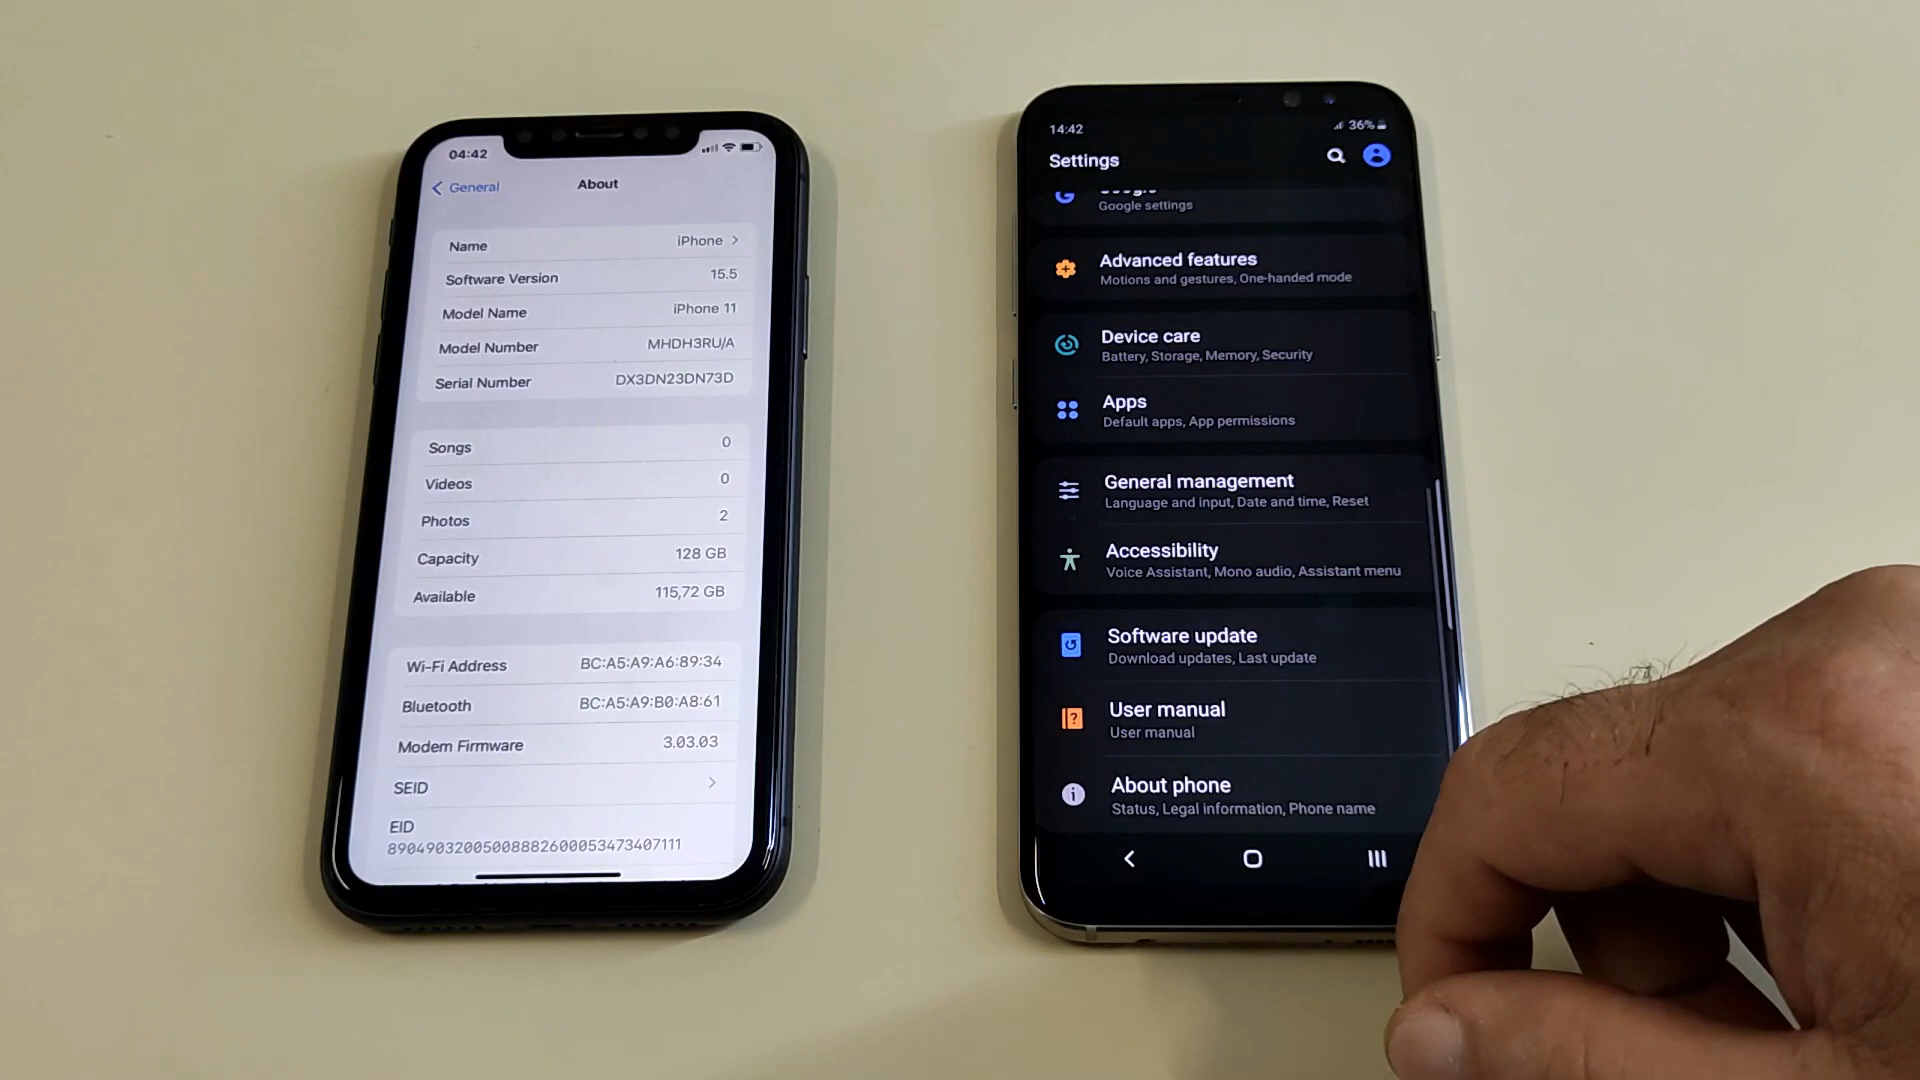 04:42
General
About
Name iPhone
Software Version 15.5
Model Name iPhone 11
Model Number MHDH3RU/A
Serial Number DX3DN23DN73D
Songs 0
Videos 0
Photos 2
Capacity 128 GB
Available 115,72 GB
Wi-Fi Address BC:A5:A9:A6:89:34
Bluetooth BC:A5:A9:B0:A8:61
Modem Firmware 3.03.03
SEID
EID
89049032005008882600053473407111
14:42 36%
Settings
Google
Google settings
Advanced features
Motions and gestures, One-handed mode
Device care
Battery, Storage, Memory, Security
Apps
Default apps, App permissions
General management
Language and input, Date and time, Reset
Accessibility
Voice Assistant, Mono audio, Assistant menu
Software update
Download updates, Last update
User manual
User manual
About phone
Status, Legal information, Phone name